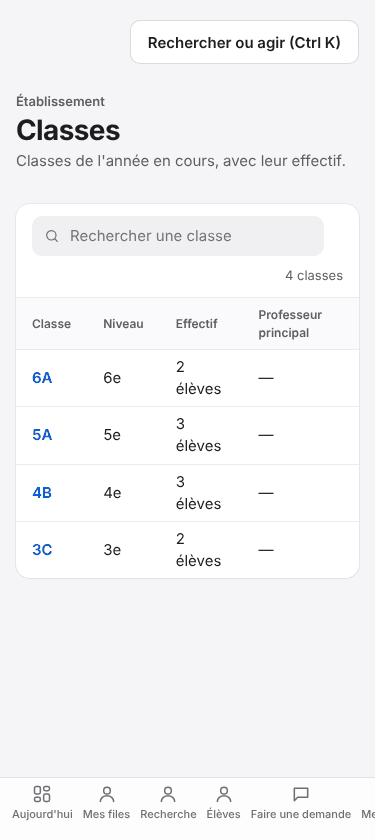 Rechercher ou agir (Ctrl K)
Établissement
Classes
Classes de l'année en cours, avec leur effectif.
Rechercher une classe
4 classes
Classe Niveau Effectif Professeur principal
6A 6e 2 élèves —
5A 5e 3 élèves —
4B 4e 3 élèves —
3C 3e 2 élèves —
Aujourd'hui Mes files Recherche Élèves Faire une demande